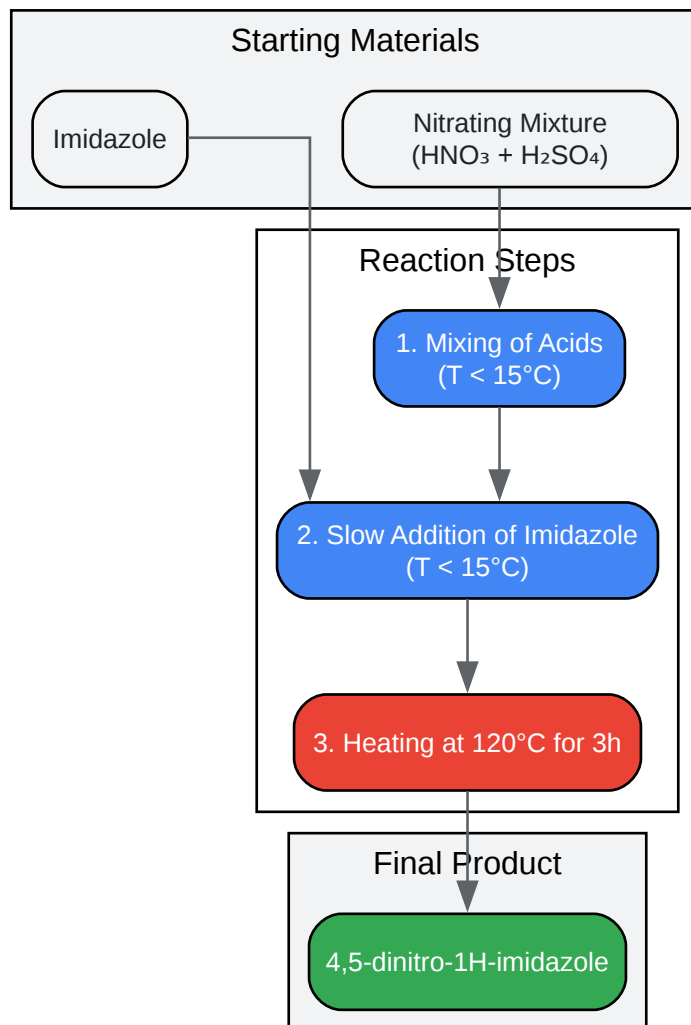 Starting Materials
Imidazole
Nitrating Mixture
(HNO₃ + H₂SO₄)
Reaction Steps
1. Mixing of Acids
(T < 15°C)
2. Slow Addition of Imidazole
(T < 15°C)
3. Heating at 120°C for 3h
Final Product
4,5-dinitro-1H-imidazole